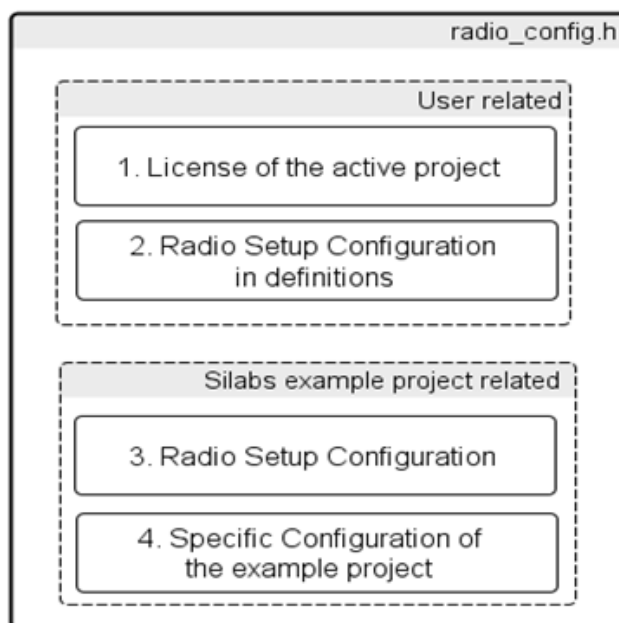 radio_config.h
User related
1. License of the active project
2. Radio Setup Configuration
in definitions
Silabs example project related
3. Radio Setup Configuration
4. Specific Configuration of
the example project